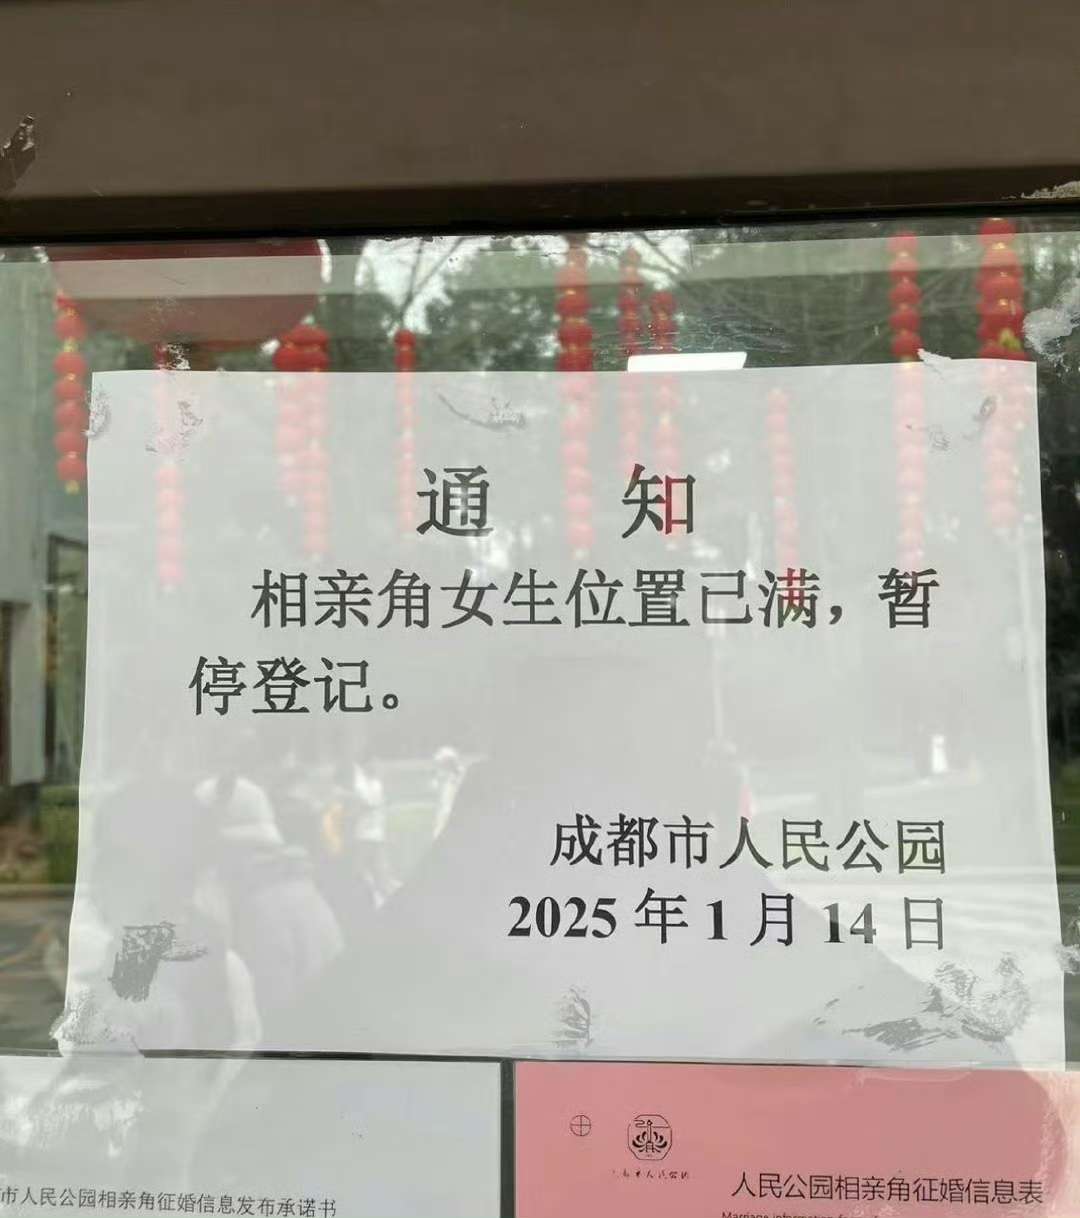 通 知
相亲角女生位置已满，暂
停登记。
成都市人民公园
2025年1月14日
市人民公园相亲角征婚信息发布承诺书
人民公园相亲角征婚信息表